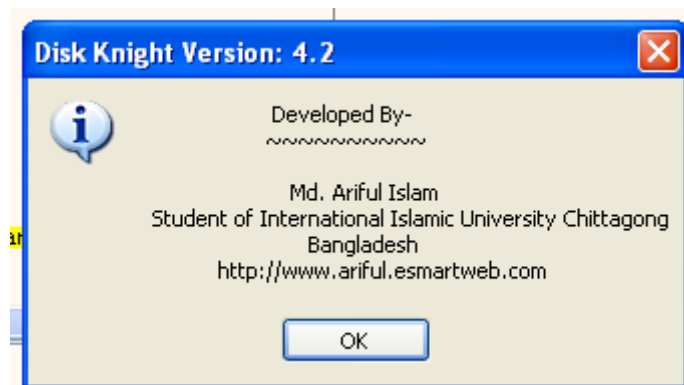 Disk Knight Version: 4.2
Developed By-
~~~~~~~~~~
Md. Ariful Islam
Student of International Islamic University Chittagong
Bangladesh
http://www.ariful.esmartweb.com
OK